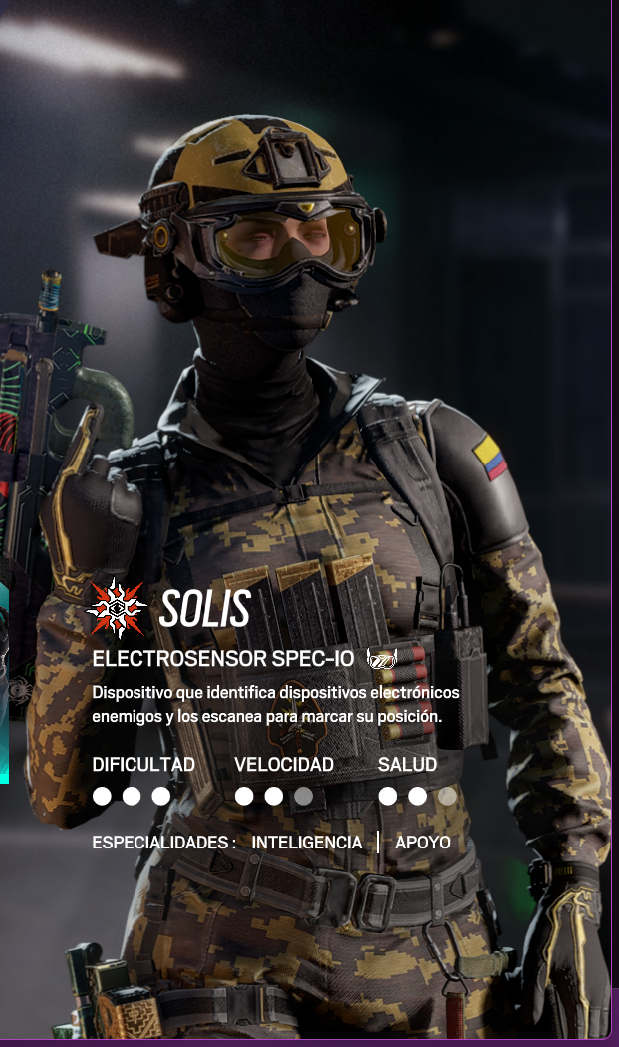 SOLIS
ELECTROSENSOR SPEC-IO
Dispositivo que identifica dispositivos electrónicos
enemigos y los escanea para marcar su posición.
DIFICULTAD VELOCIDAD SALUD
ESPECIALIDADES : INTELIGENCIA | APOYO